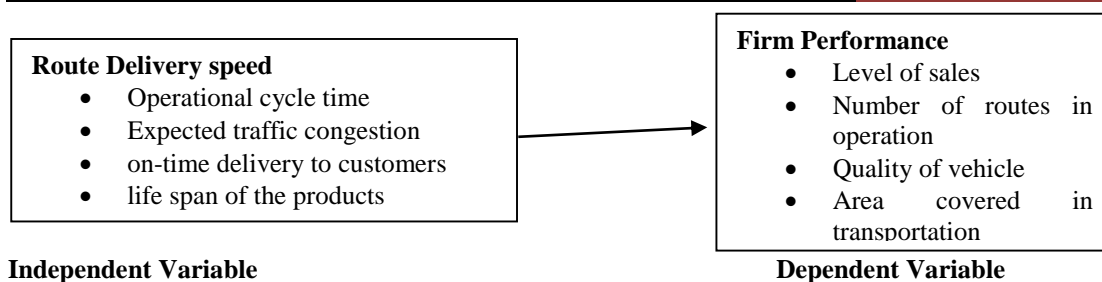 Route Delivery speed
• Operational cycle time
• Expected traffic congestion
• on-time delivery to customers
• life span of the products
Firm Performance
• Level of sales
• Number of routes in
operation
• Quality of vehicle
• Area covered in
transportation
Independent Variable
Dependent Variable